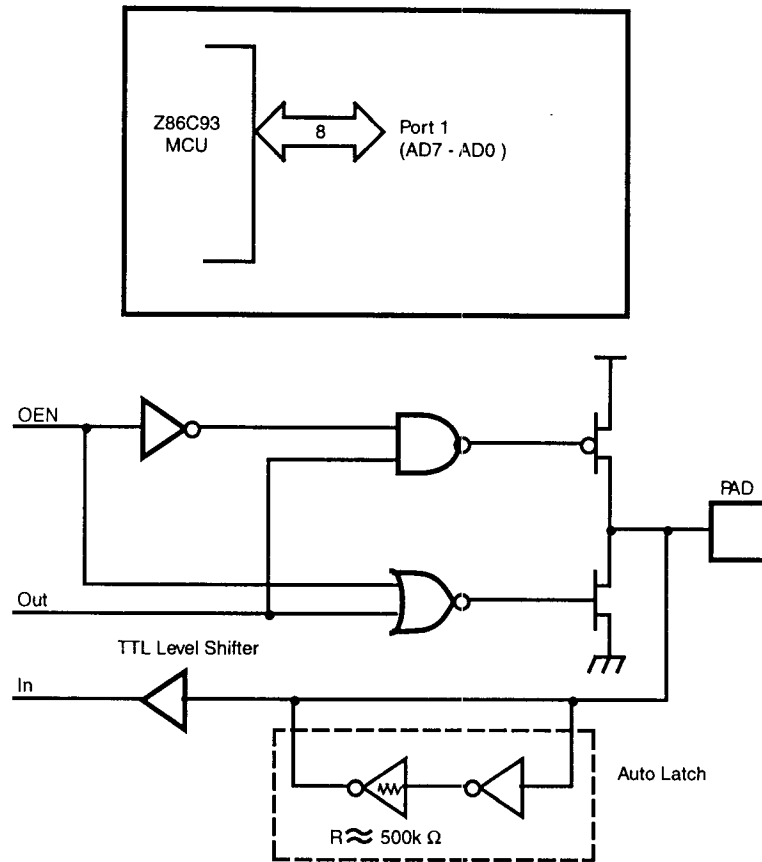 Z86C93
MCU
8
Port 1
(AD7 - AD0 )
OEN
PAD
Out
TTL Level Shifter
In
Auto Latch
R ≈ 500k Ω